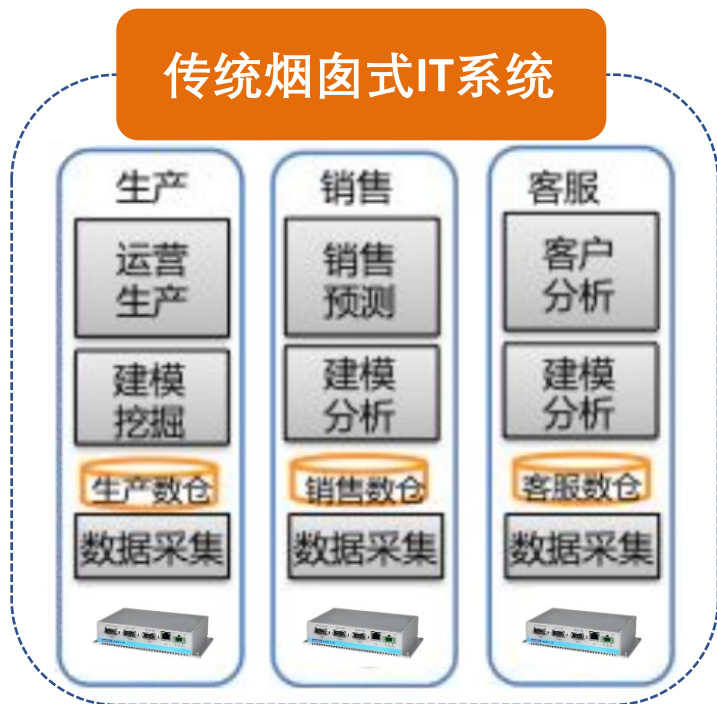 传统烟囱式IT系统
生产
运营
生产
建模
挖掘
生产数仓
数据采集
销售
销售
预测
建模
分析
销售数仓
数据采集
客服
客户
分析
建模
分析
客服数仓
数据采集